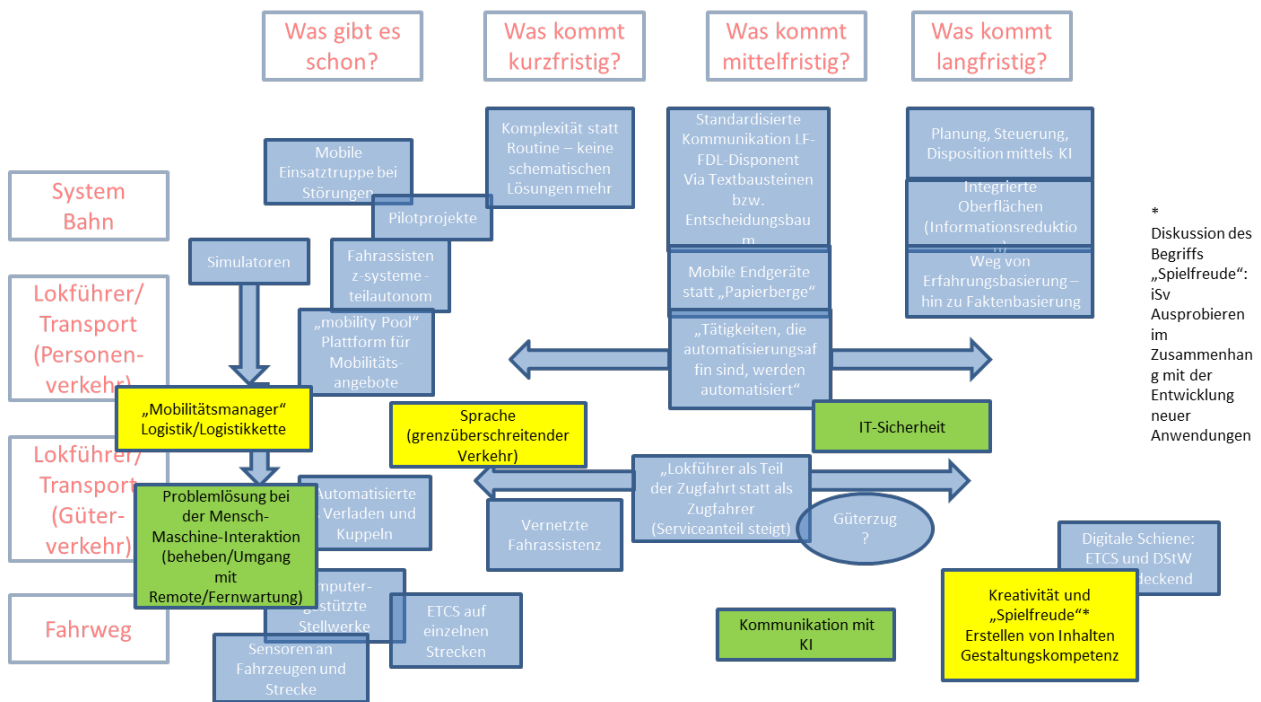 Was gibt es
schon?
Was kommt
kurzfristig?
Was kommt
mittelfristig?
Was kommt
langfristig?
System
Bahn
Mobile
Einsatztruppe bei
Störungen
Pilotprojekte
Simulatoren
Fahrassisten
z-systeme -
teilautonom
Komplexität statt
Routine – keine
schematischen
Lösungen mehr
Standardisierte
Kommunikation LF-
FDL-Disponent
Via Textbausteinen
bzw.
Entscheidungsbau
m
Planung, Steuerung,
Disposition mittels KI
Integrierte
Oberflächen
(Informationsreduktio
Weg von
Erfahrungsbasierung –
hin zu Faktenbasierung
Mobile Endgeräte
statt „Papierberge“
Lokführer/
Transport
(Personen-
verkehr)
„mobility Pool“
Plattform für
Mobilitäts-
angebote
„Tätigkeiten, die
automatisierungsaf
fin sind, werden
automatisiert“
„Mobilitätsmanager“
Logistik/Logistikkette
Sprache
(grenzüberschreitender
Verkehr)
IT-Sicherheit
Lokführer/
Transport
(Güter-
verkehr)
Problemlösung bei
der Mensch-
Maschine-Interaktion
(beheben/Umgang
mit
Remote/Fernwartung)
Automatisierte
Verladen und
Kuppeln
Vernetzte
Fahrassistenz
„Lokführer als Teil
der Zugfahrt statt als
Zugfahrer
(Serviceanteil steigt)
Güterzug
?
Digitale Schiene:
ETCS und DStW
deckend
Fahrweg
mputer-
gestützte
Stellwerke
ETCS auf
einzelnen
Strecken
Sensoren an
Fahrzeugen und
Strecke
Kommunikation mit
KI
Kreativität und
„Spielfreude“*
Erstellen von Inhalten
Gestaltungskompetenz
*
Diskussion des
Begriffs
„Spielfreude“:
iSv
Ausprobieren
im
Zusammenhan
g mit der
Entwicklung
neuer
Anwendungen